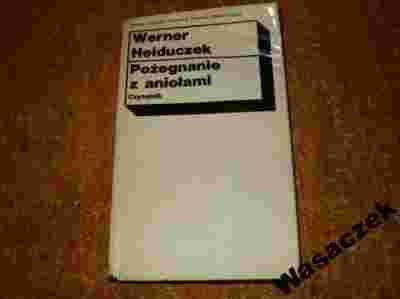 Werner
Heiduczek
Pożegnanie
z aniołami
Czytelnik
Wasaczek